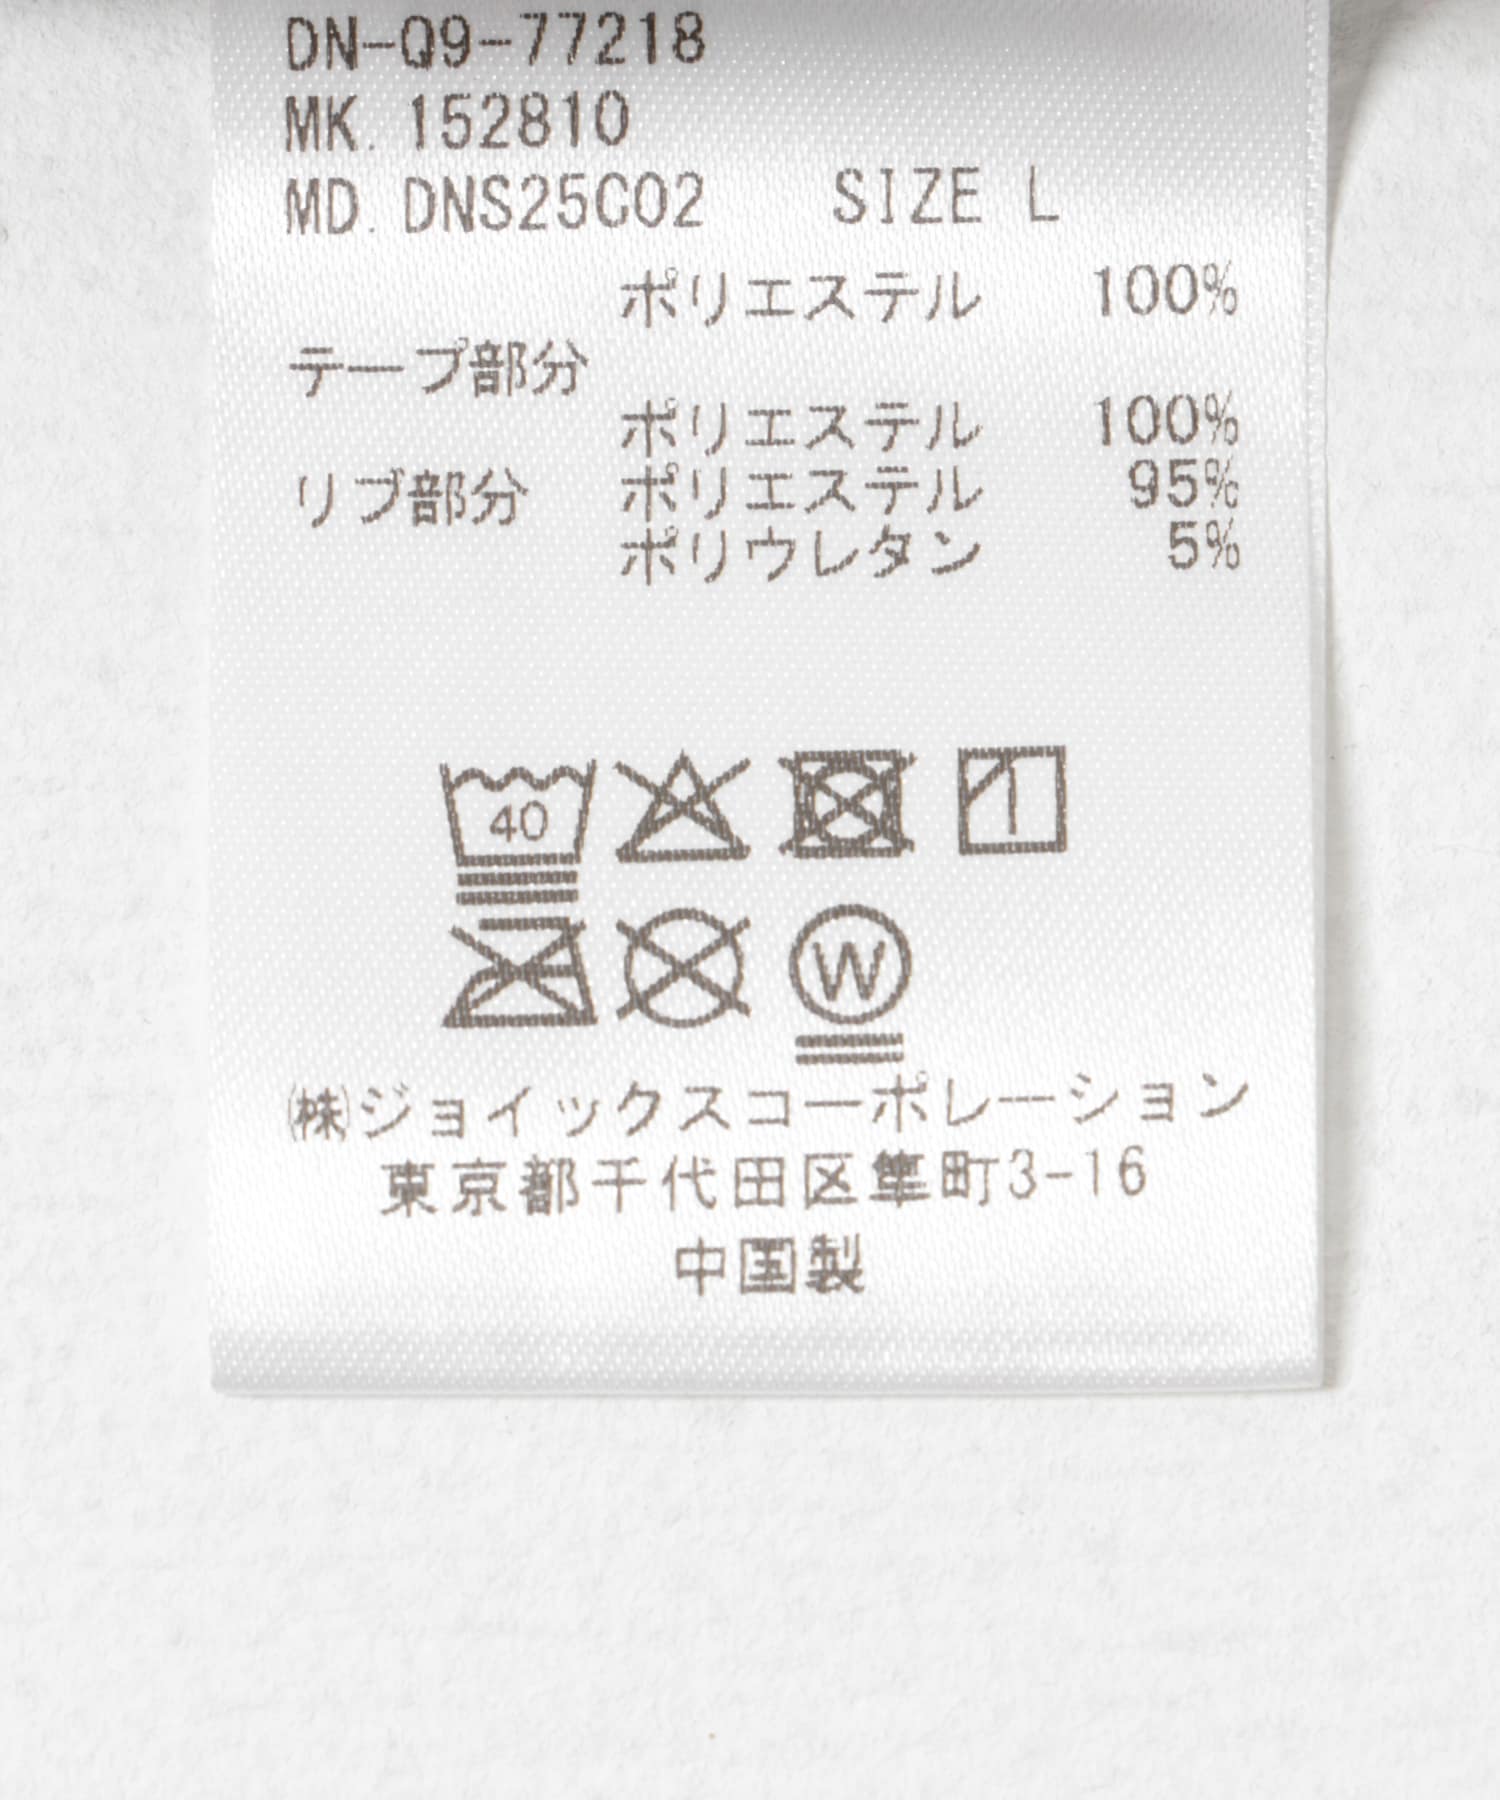 DN-Q9-77218
MK. 152810
MD. DNS25C02 SIZE L
ポリエステル 100%
テープ部分
ポリエステル 100%
リブ部分 ポリエステル 95%
ポリウレタン 5%
40
W
㈱ジョイックスコーポレーション
東京都千代田区隼町3-16
中国製